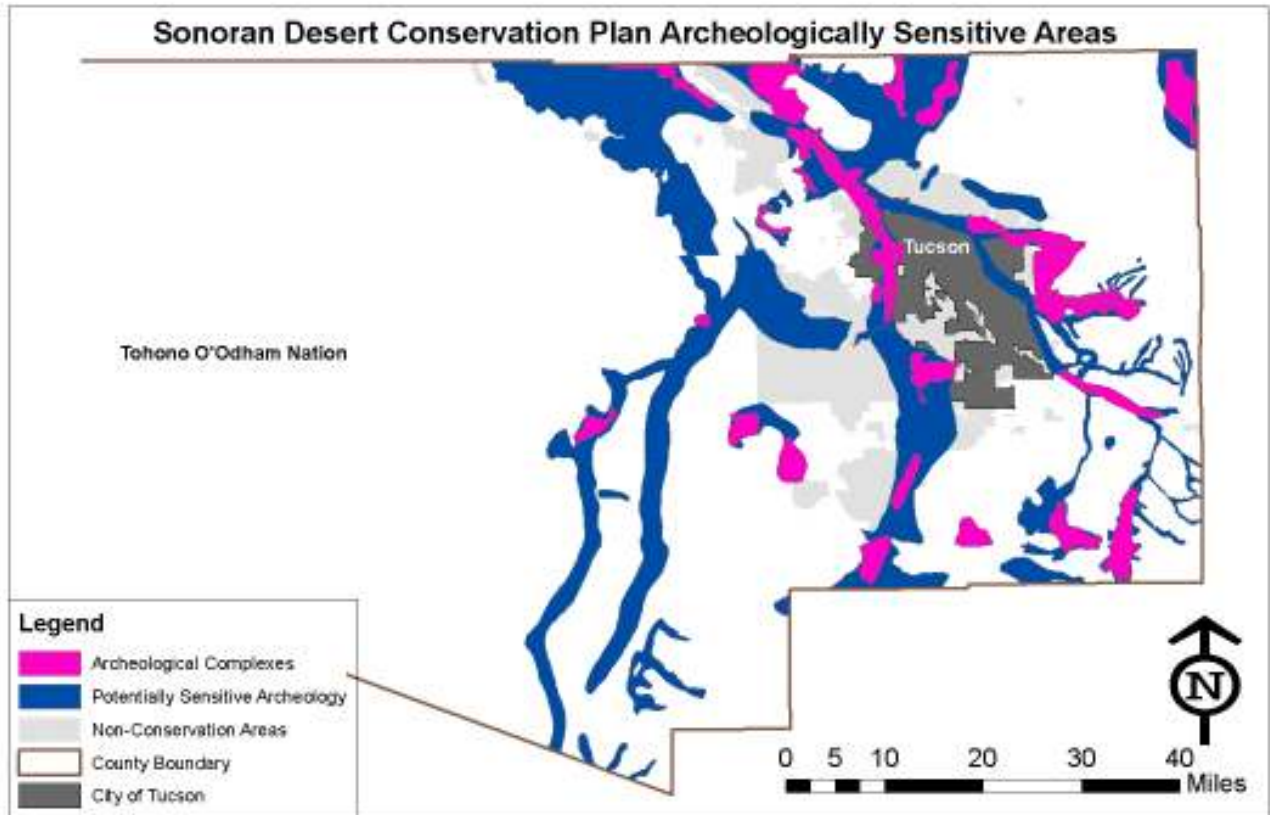 Sonoran Desert Conservation Plan Archeologically Sensitive Areas
Tucson
Tohono O'Odham Nation
Legend
Archeological Complexes
Potentially Sensitive Archeology
Non-Conservation Areas
County Boundary
City of Tucson
N
0 5 10 20 30 40
Miles